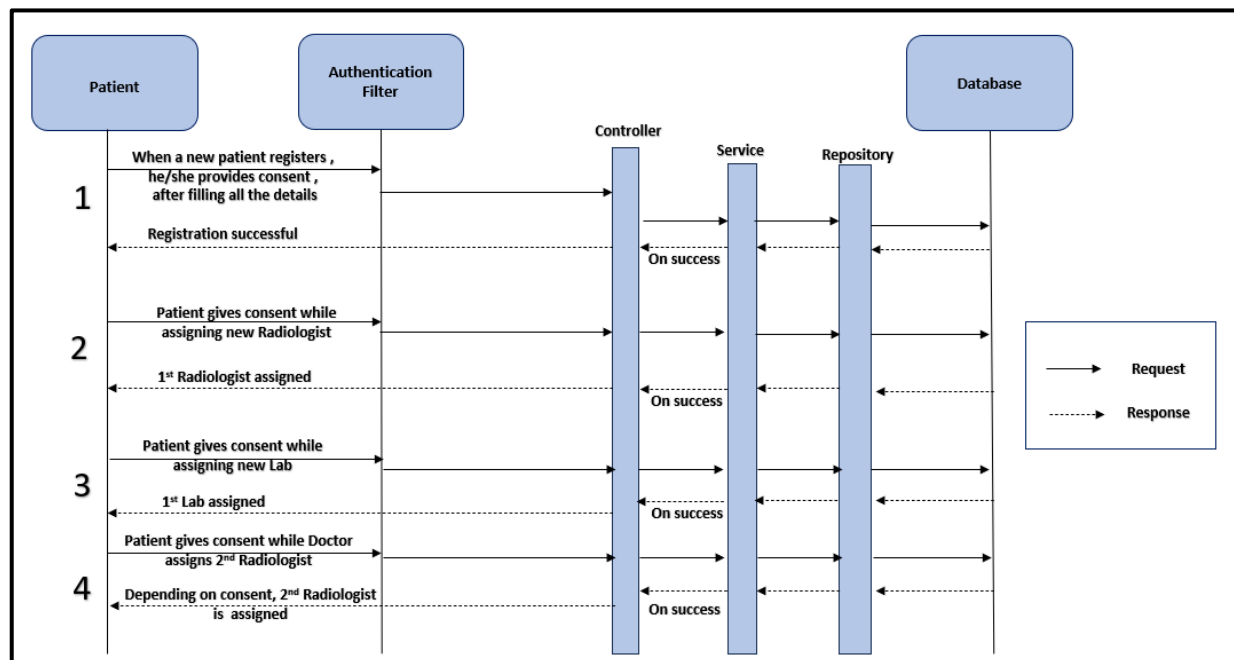 Patient
Authentication
Filter
Database
Controller
Service
Repository
1
When a new patient registers ,
he/she provides consent ,
after filling all the details
Registration successful
On success
2
Patient gives consent while
assigning new Radiologist
1st Radiologist assigned
On success
Request
Response
3
Patient gives consent while
assigning new Lab
1st Lab assigned
On success
4
Patient gives consent while Doctor
assigns 2nd Radiologist
Depending on consent, 2nd Radiologist
is assigned
On success